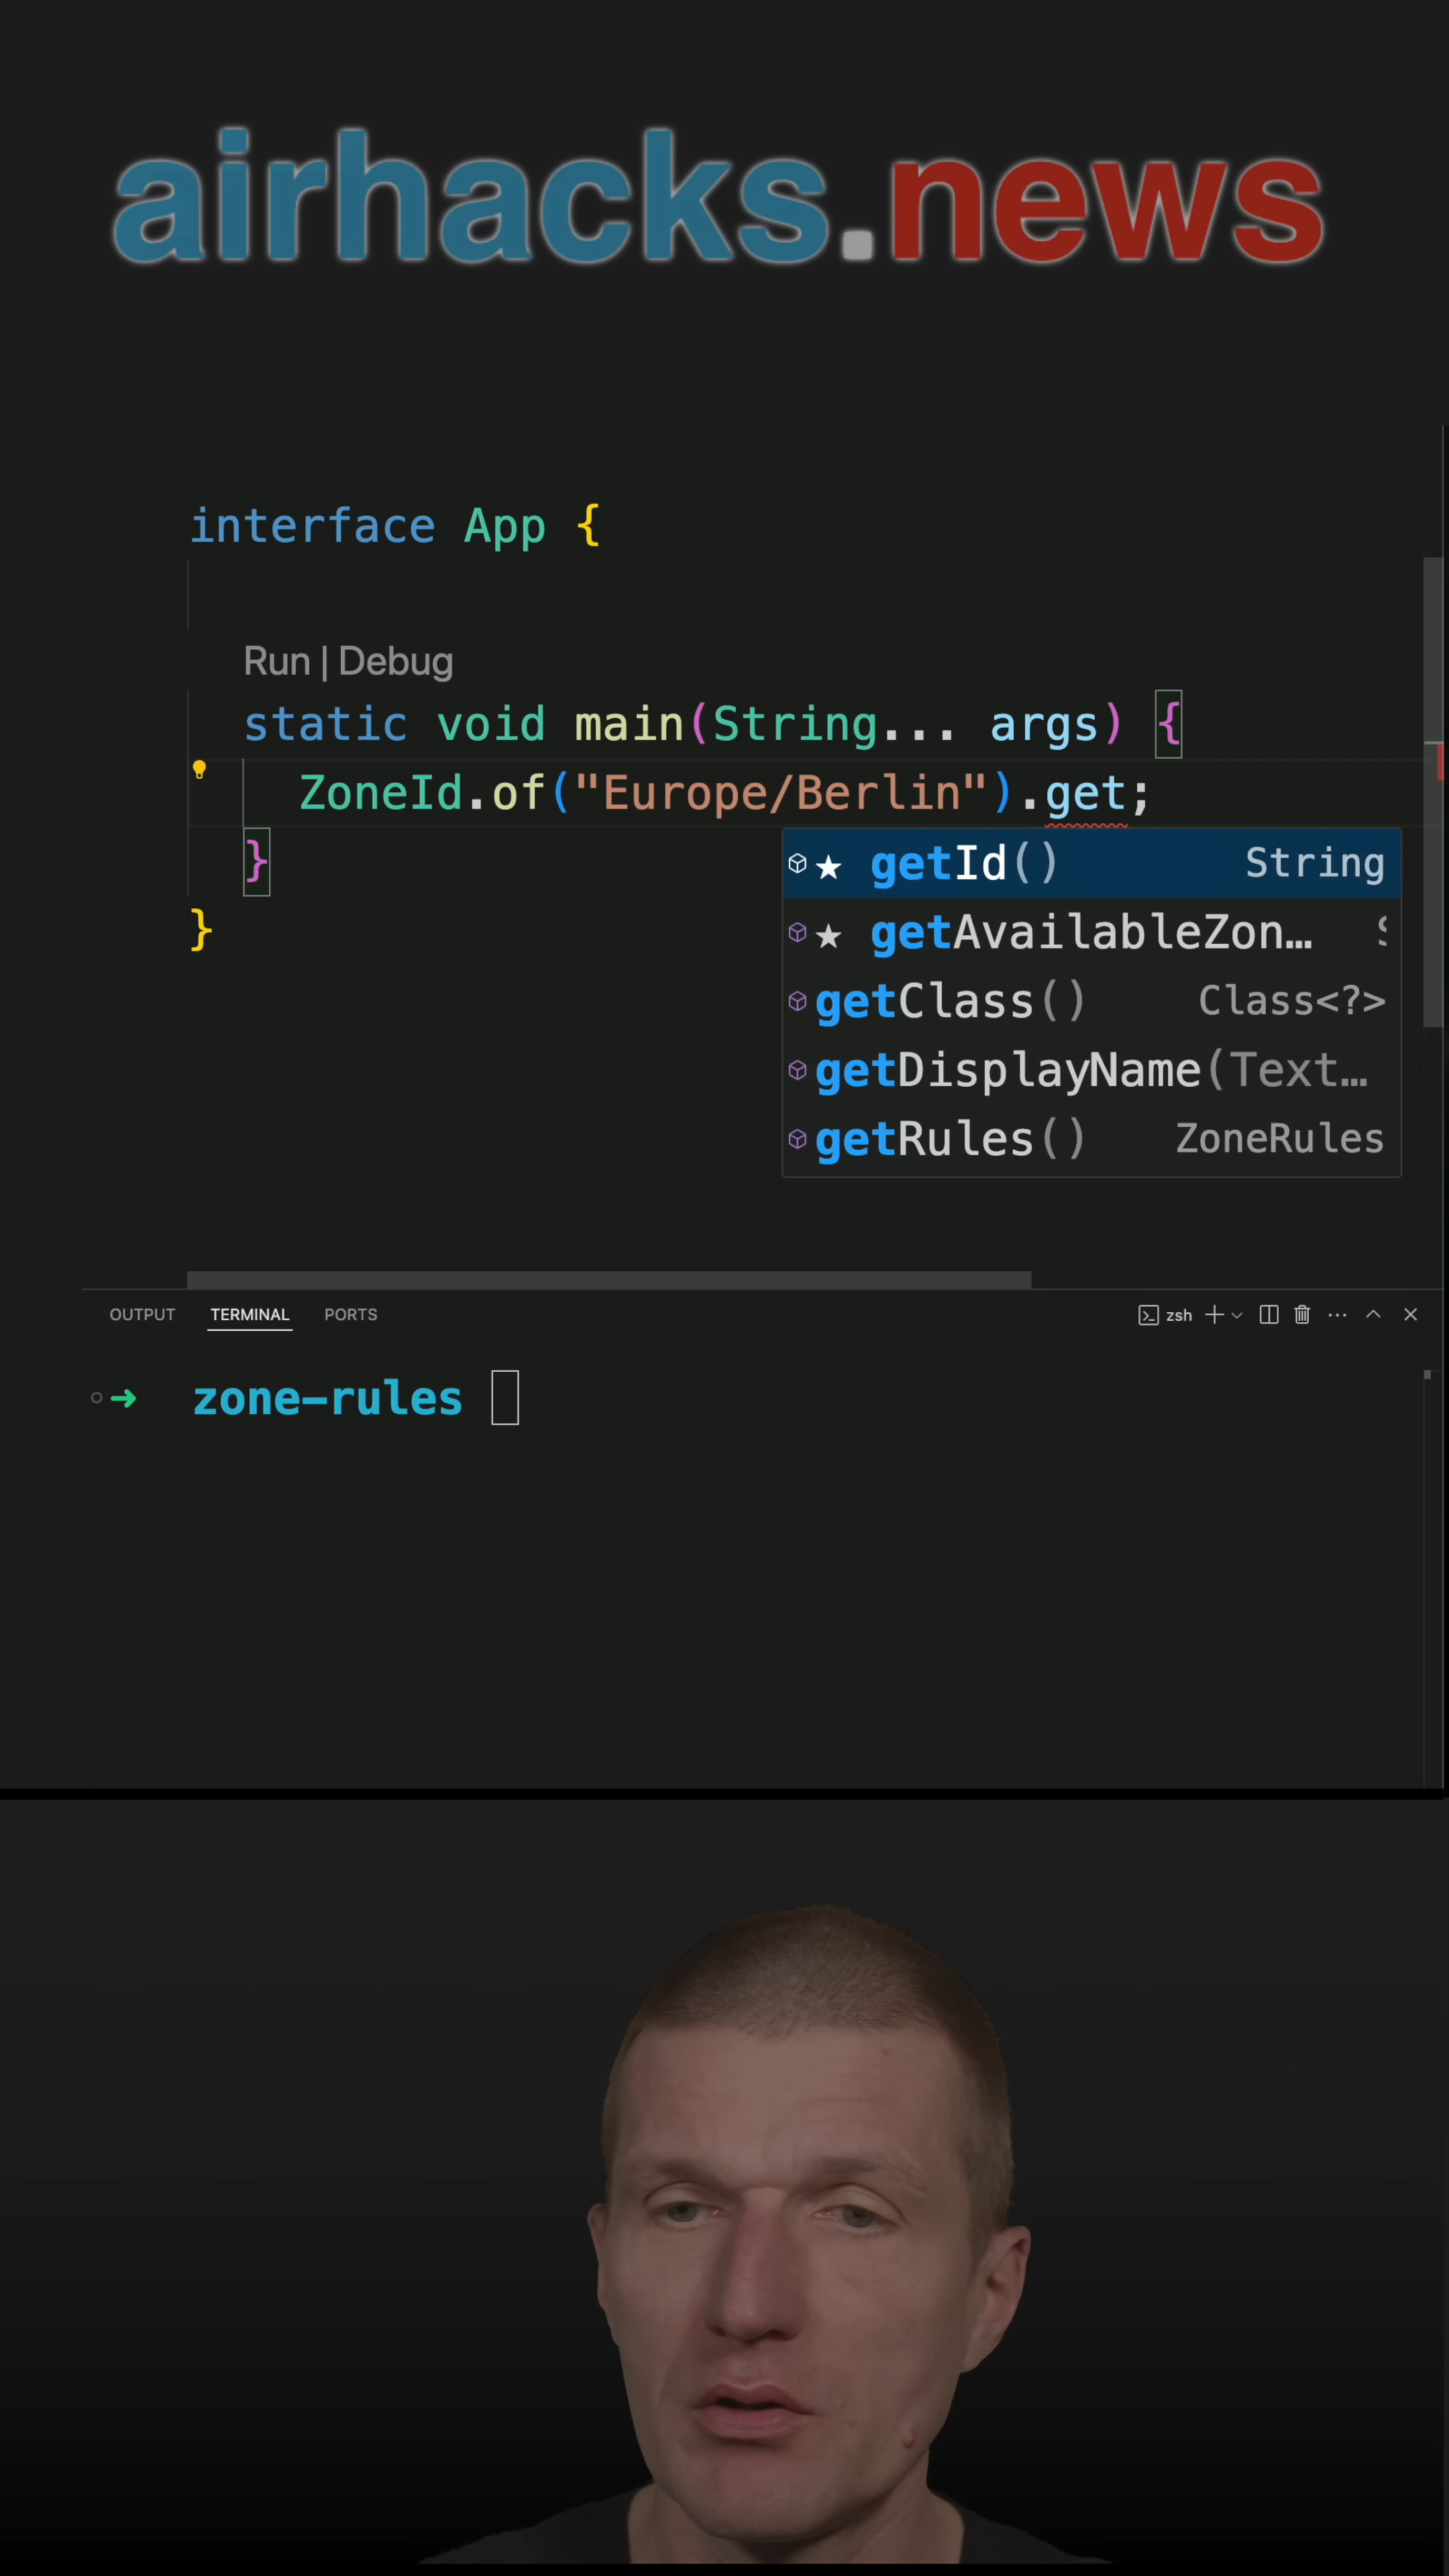 airhacks.news
interface App {
Run | Debug
static void main(String... args) {
ZoneId.of("Europe/Berlin").get;
}
}
★ getId() String
★ getAvailableZon…
getClass() Class<?>
getDisplayName(Text…
getRules() ZoneRules
OUTPUT TERMINAL PORTS zsh
➜ zone-rules